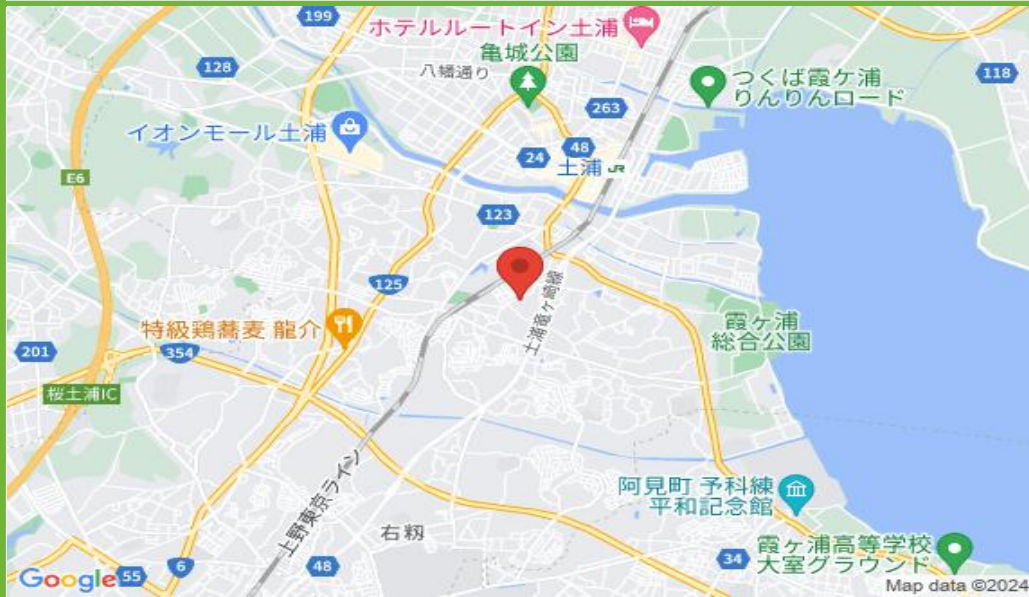 199
ホテルルートイン土浦
亀城公園
八幡通り
128
118
つくば霞ケ浦
りんりんロード
263
イオンモール土浦
24
48
土浦 JR
E6
123
125
特級鶏蕎麦 龍介
土浦竜ヶ崎線
霞ヶ浦
総合公園
201
354
桜土浦IC
上野東京ライン
阿見町 予科練
平和記念館
右籾
霞ヶ浦高等学校
大室グラウンド
34
Google
55
6
48
Map data ©2024